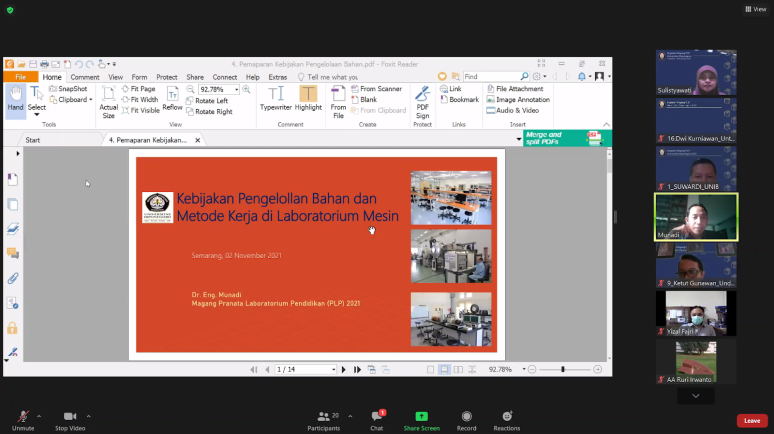 View
4. Pemaparan Kebijakan Pengelolaan Bahan.pdf - Foxit Reader
File
Home
Comment
View
Form
Protect
Share
Connect
Help
Extras
Tell me what you need...
Find
Hand
Select
SnapShot
Clipboard
Tools
Actual
Size
Fit Page
Fit Width
Fit Visible
Reflow
92.78%
Rotate Left
Rotate Right
View
Typewriter
Highlight
Comment
From
File
From Scanner
Blank
From Clipboard
Create
PDF
Sign
Protect
Link
Bookmark
Links
File Attachment
Image Annotation
Audio & Video
Insert
Start
4. Pemaparan Kebijakan...
Merge and
split PDFs
Kebijakan Pengelollan Bahan dan
Metode Kerja di Laboratorium Mesin
Semarang, 02 November 2021
Dr. Eng. Munadi
Magang Pranata Laboratorium Pendidikan (PLP) 2021
1 / 14
92.78%
Sulistyawati
16.Dwi Kurniawan_Unt...
1_SUWARDI_UNIB
Munadi
9_Ketut Gunawan_Und...
Yizal Fajri #
AA Ruri Irwanto
Unmute
Stop Video
20
Participants
1
Chat
Share Screen
Record
Reactions
Leave